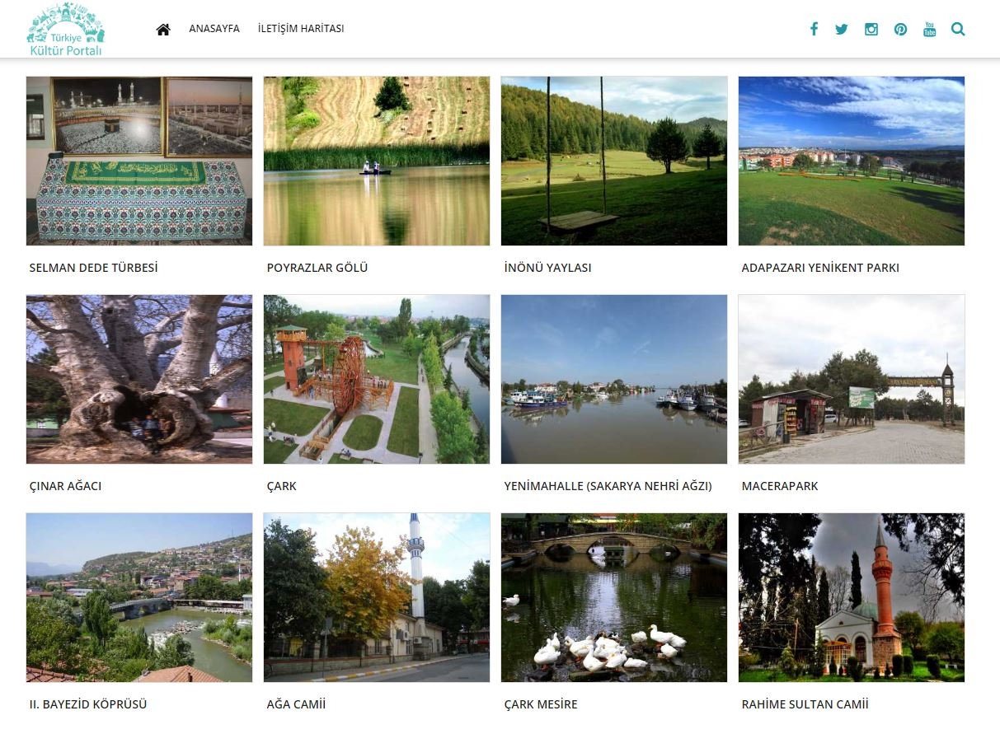 Türkiye
Kültür Portalı
ANASAYFA
İLETİŞİM HARİTASI
You
Tube
SELMAN DEDE TÜRBESİ
POYRAZLAR GÖLÜ
İNÖNÜ YAYLASI
ADAPAZARI YENİKENT PARKI
ÇINAR AĞACI
ÇARK
YENİMAHALLE (SAKARYA NEHRİ AĞZI)
MACERAPARK
II. BAYEZİD KÖPRÜSÜ
AĞA CAMİİ
ÇARK MESİRE
RAHİME SULTAN CAMİİ